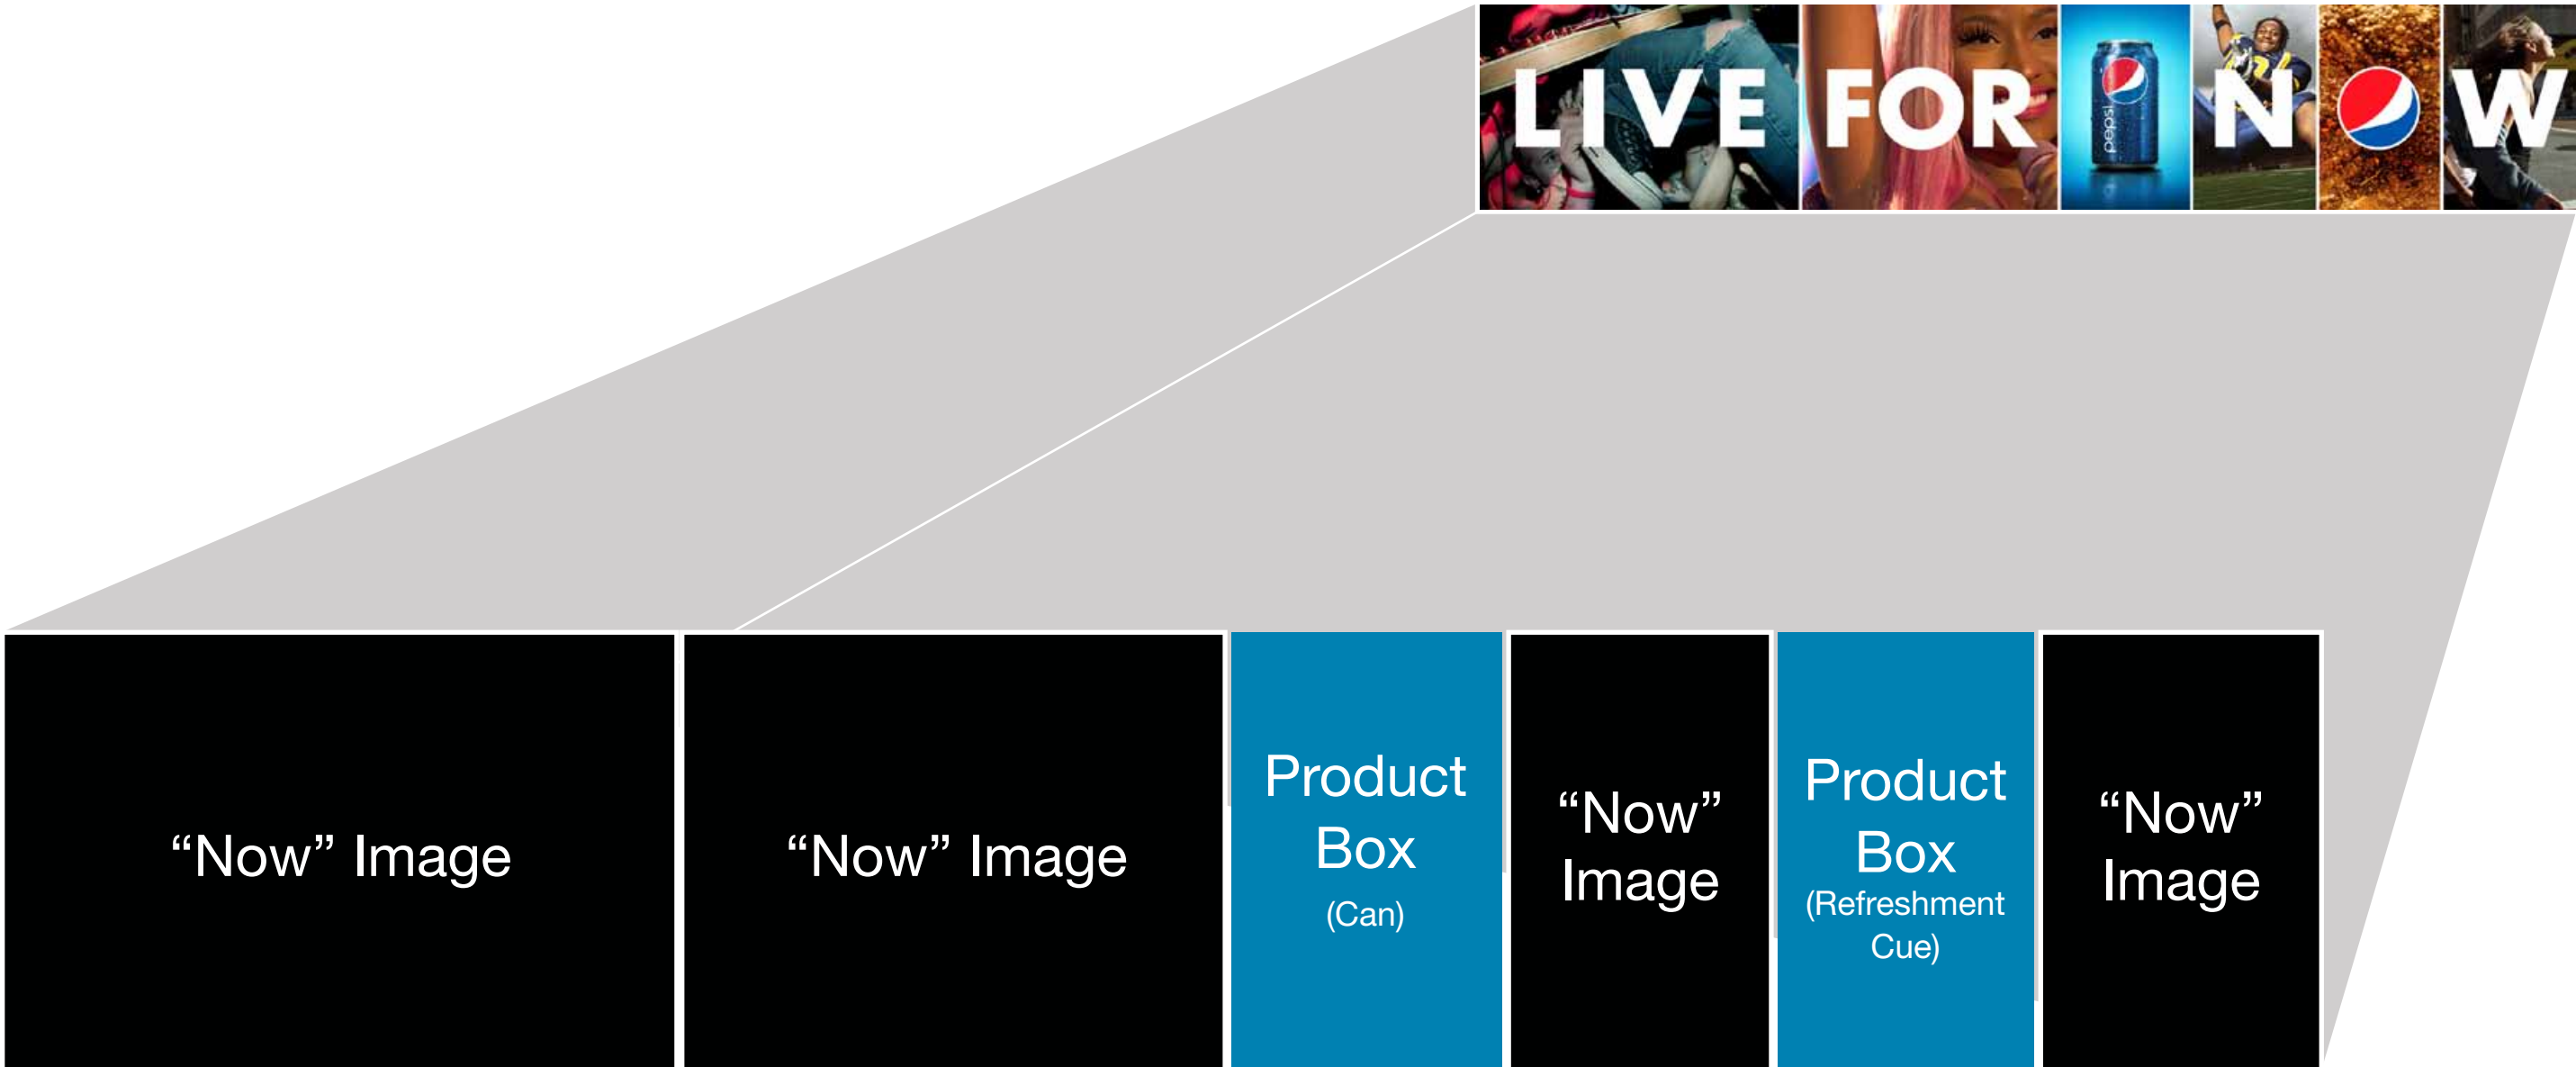 LIVE FOR NOW
pepsi
“Now” Image
“Now” Image
Product
Box
(Can)
“Now”
Image
Product
Box
(Refreshment
Cue)
“Now”
Image